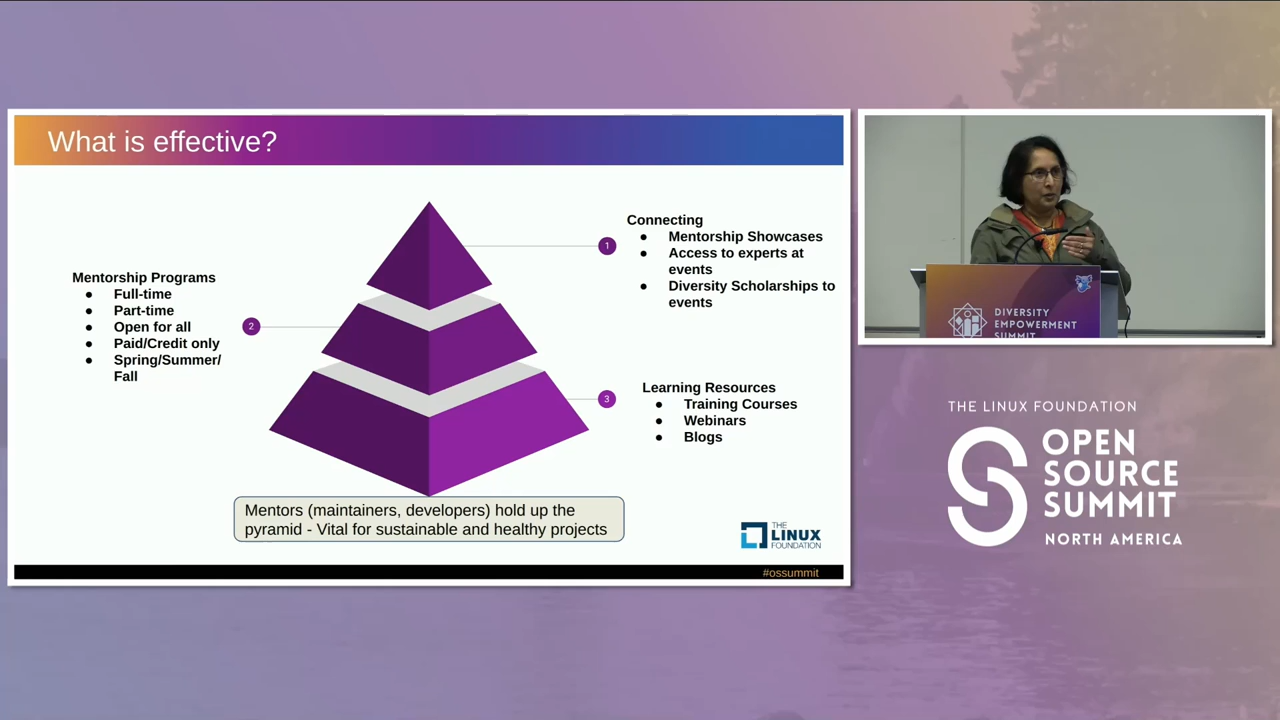 What is effective?
Mentorship Programs
● Full-time
● Part-time
● Open for all
● Paid/Credit only
● Spring/Summer/
Fall
2
1
Connecting
● Mentorship Showcases
● Access to experts at
events
● Diversity Scholarships to
events
3
Learning Resources
● Training Courses
● Webinars
● Blogs
Mentors (maintainers, developers) hold up the
pyramid - Vital for sustainable and healthy projects
THE
LINUX
FOUNDATION
#ossummit
DIVERSITY
EMPOWERMENT
SUMMIT
THE LINUX FOUNDATION
OPEN
SOURCE
SUMMIT
NORTH AMERICA